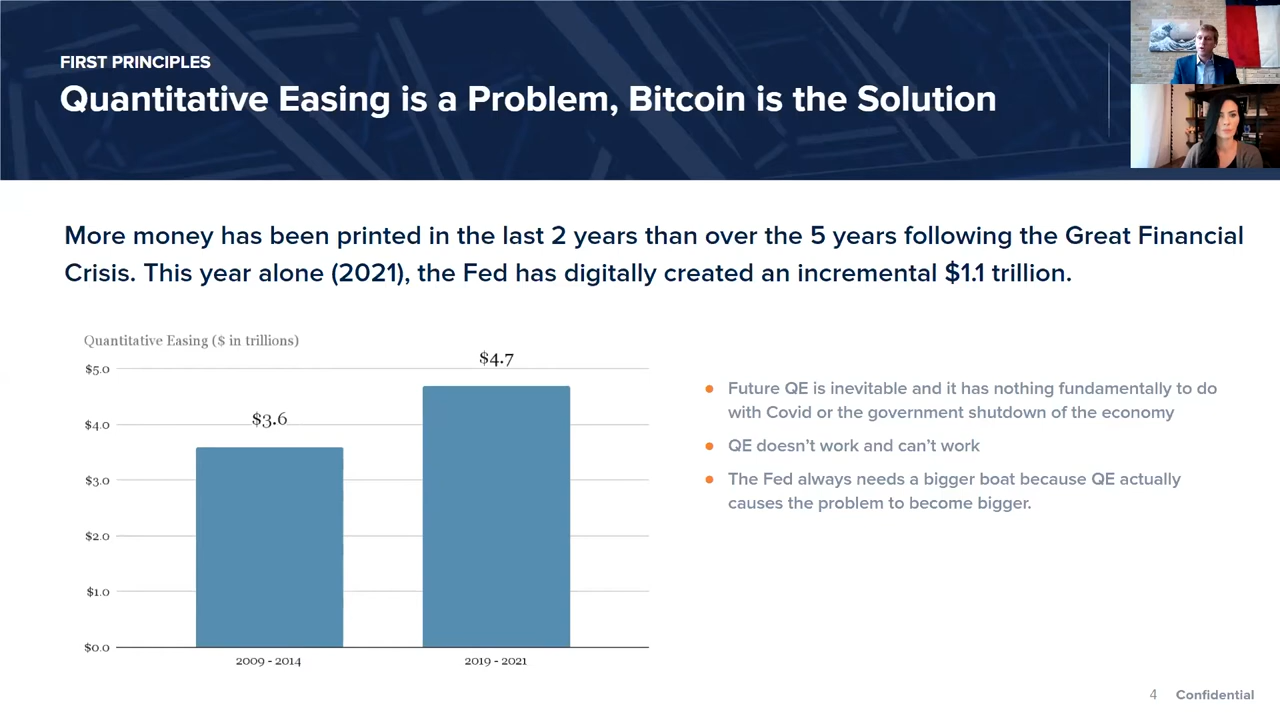 FIRST PRINCIPLES
Quantitative Easing is a Problem, Bitcoin is the Solution
More money has been printed in the last 2 years than over the 5 years following the Great Financial
Crisis. This year alone (2021), the Fed has digitally created an incremental $1.1 trillion.
Quantitative Easing ($ in trillions)
$5.0
$4.0
$3.0
$2.0
$1.0
$0.0
$3.6
$4.7
2009 - 2014
2019 - 2021
Future QE is inevitable and it has nothing fundamentally to do
with Covid or the government shutdown of the economy
QE doesn’t work and can’t work
The Fed always needs a bigger boat because QE actually
causes the problem to become bigger.
4 Confidential